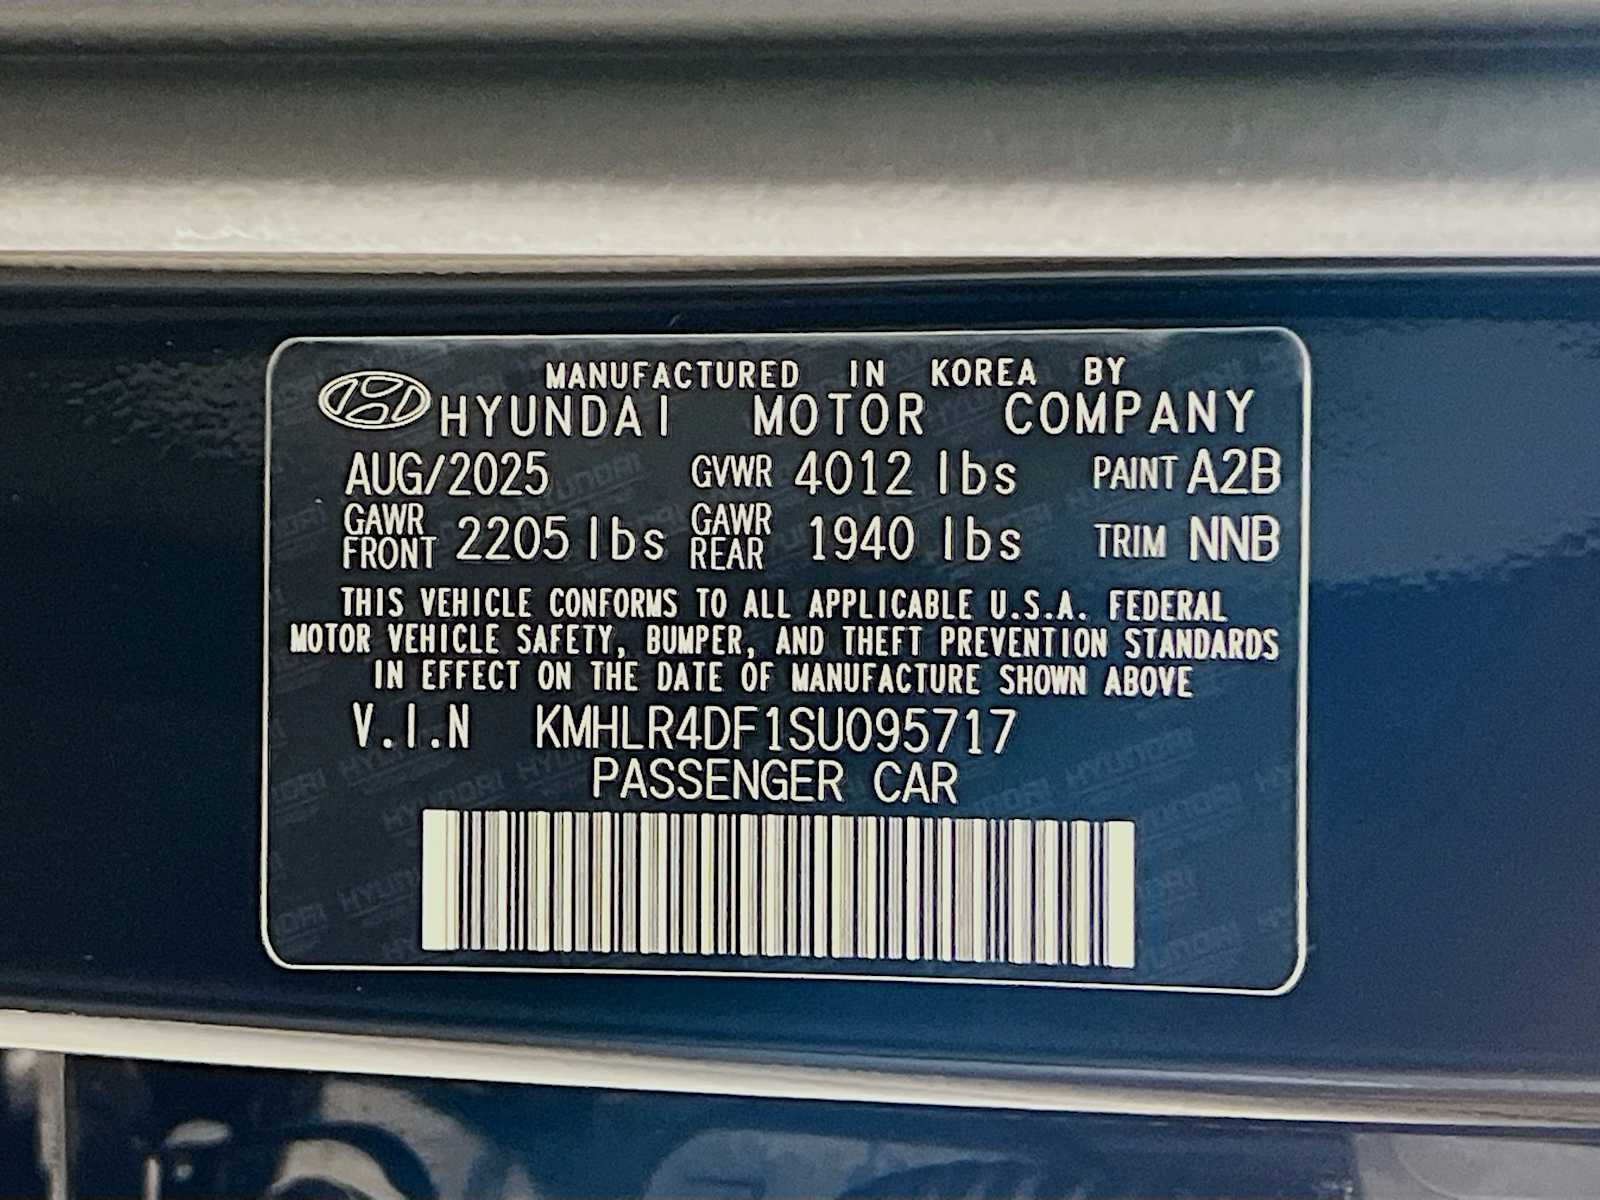 MANUFACTURED IN KOREA BY
HYUNDAI MOTOR COMPANY
AUG/2025 GVWR 4012 lbs PAINT A2B
GAWR FRONT 2205 lbs GAWR REAR 1940 lbs TRIM NNB
THIS VEHICLE CONFORMS TO ALL APPLICABLE U.S.A. FEDERAL
MOTOR VEHICLE SAFETY, BUMPER, AND THEFT PREVENTION STANDARDS
IN EFFECT ON THE DATE OF MANUFACTURE SHOWN ABOVE
V.I.N KMHLR4DF1SU095717
PASSENGER CAR